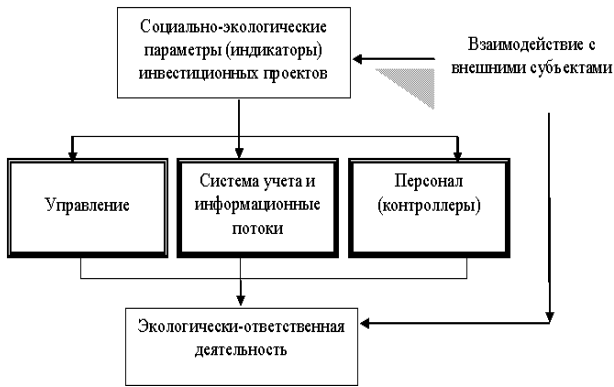 Социально-экологические
параметры (индикаторы)
инвестиционных проектов
Взаимодействие с
внешними субъектами
Управление
Система учета и
информационные
потоки
Персонал
(контроллеры)
Экологически-ответственная
деятельность